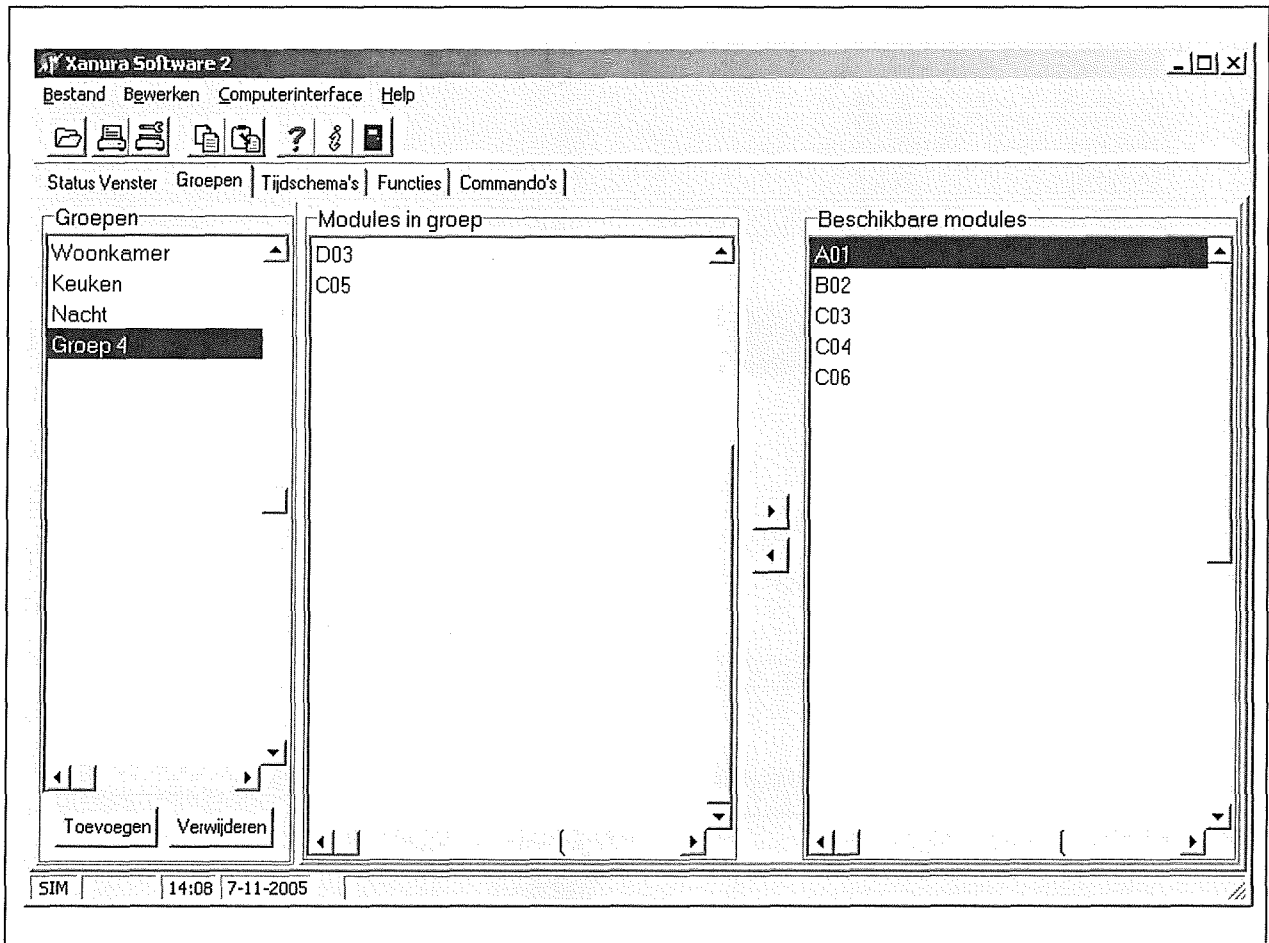 Xanura Software 2
Bestand Bewerken Computerinterface Help
Status Venster Groepen Tijdschema's Functies Commando's
Groepen
Woonkamer
Keuken
Nacht
Groep 4
Toevoegen Verwijderen
Modules in groep
D03
C05
Beschikbare modules
A01
B02
C03
C04
C06
SIM 14:08 7-11-2005